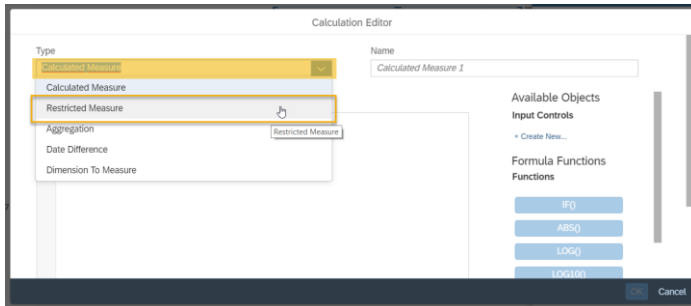 Calculation Editor
Type
Name
Calculated Measure
Calculated Measure 1
Calculated Measure
Restricted Measure
Aggregation
Restricted Measure
Date Difference
Dimension To Measure
Available Objects
Input Controls
+ Create New...
Formula Functions
Functions
IF()
ABS()
LOG()
LOG10()
OK
Cancel